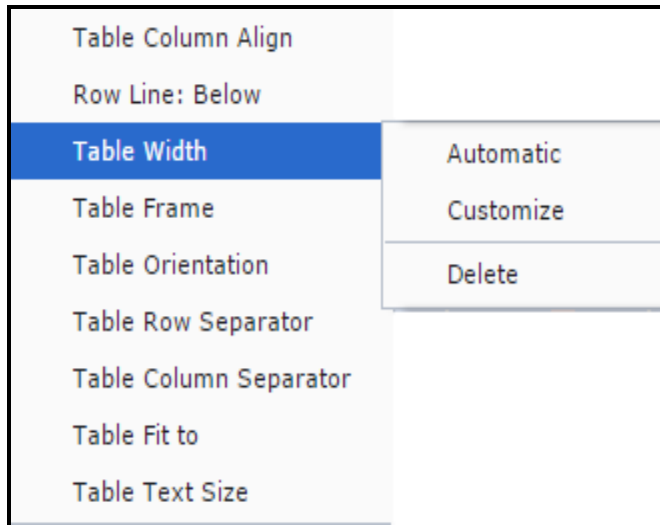 Table Column Align
Row Line: Below
Table Width
Automatic
Customize
Delete
Table Frame
Table Orientation
Table Row Separator
Table Column Separator
Table Fit to
Table Text Size